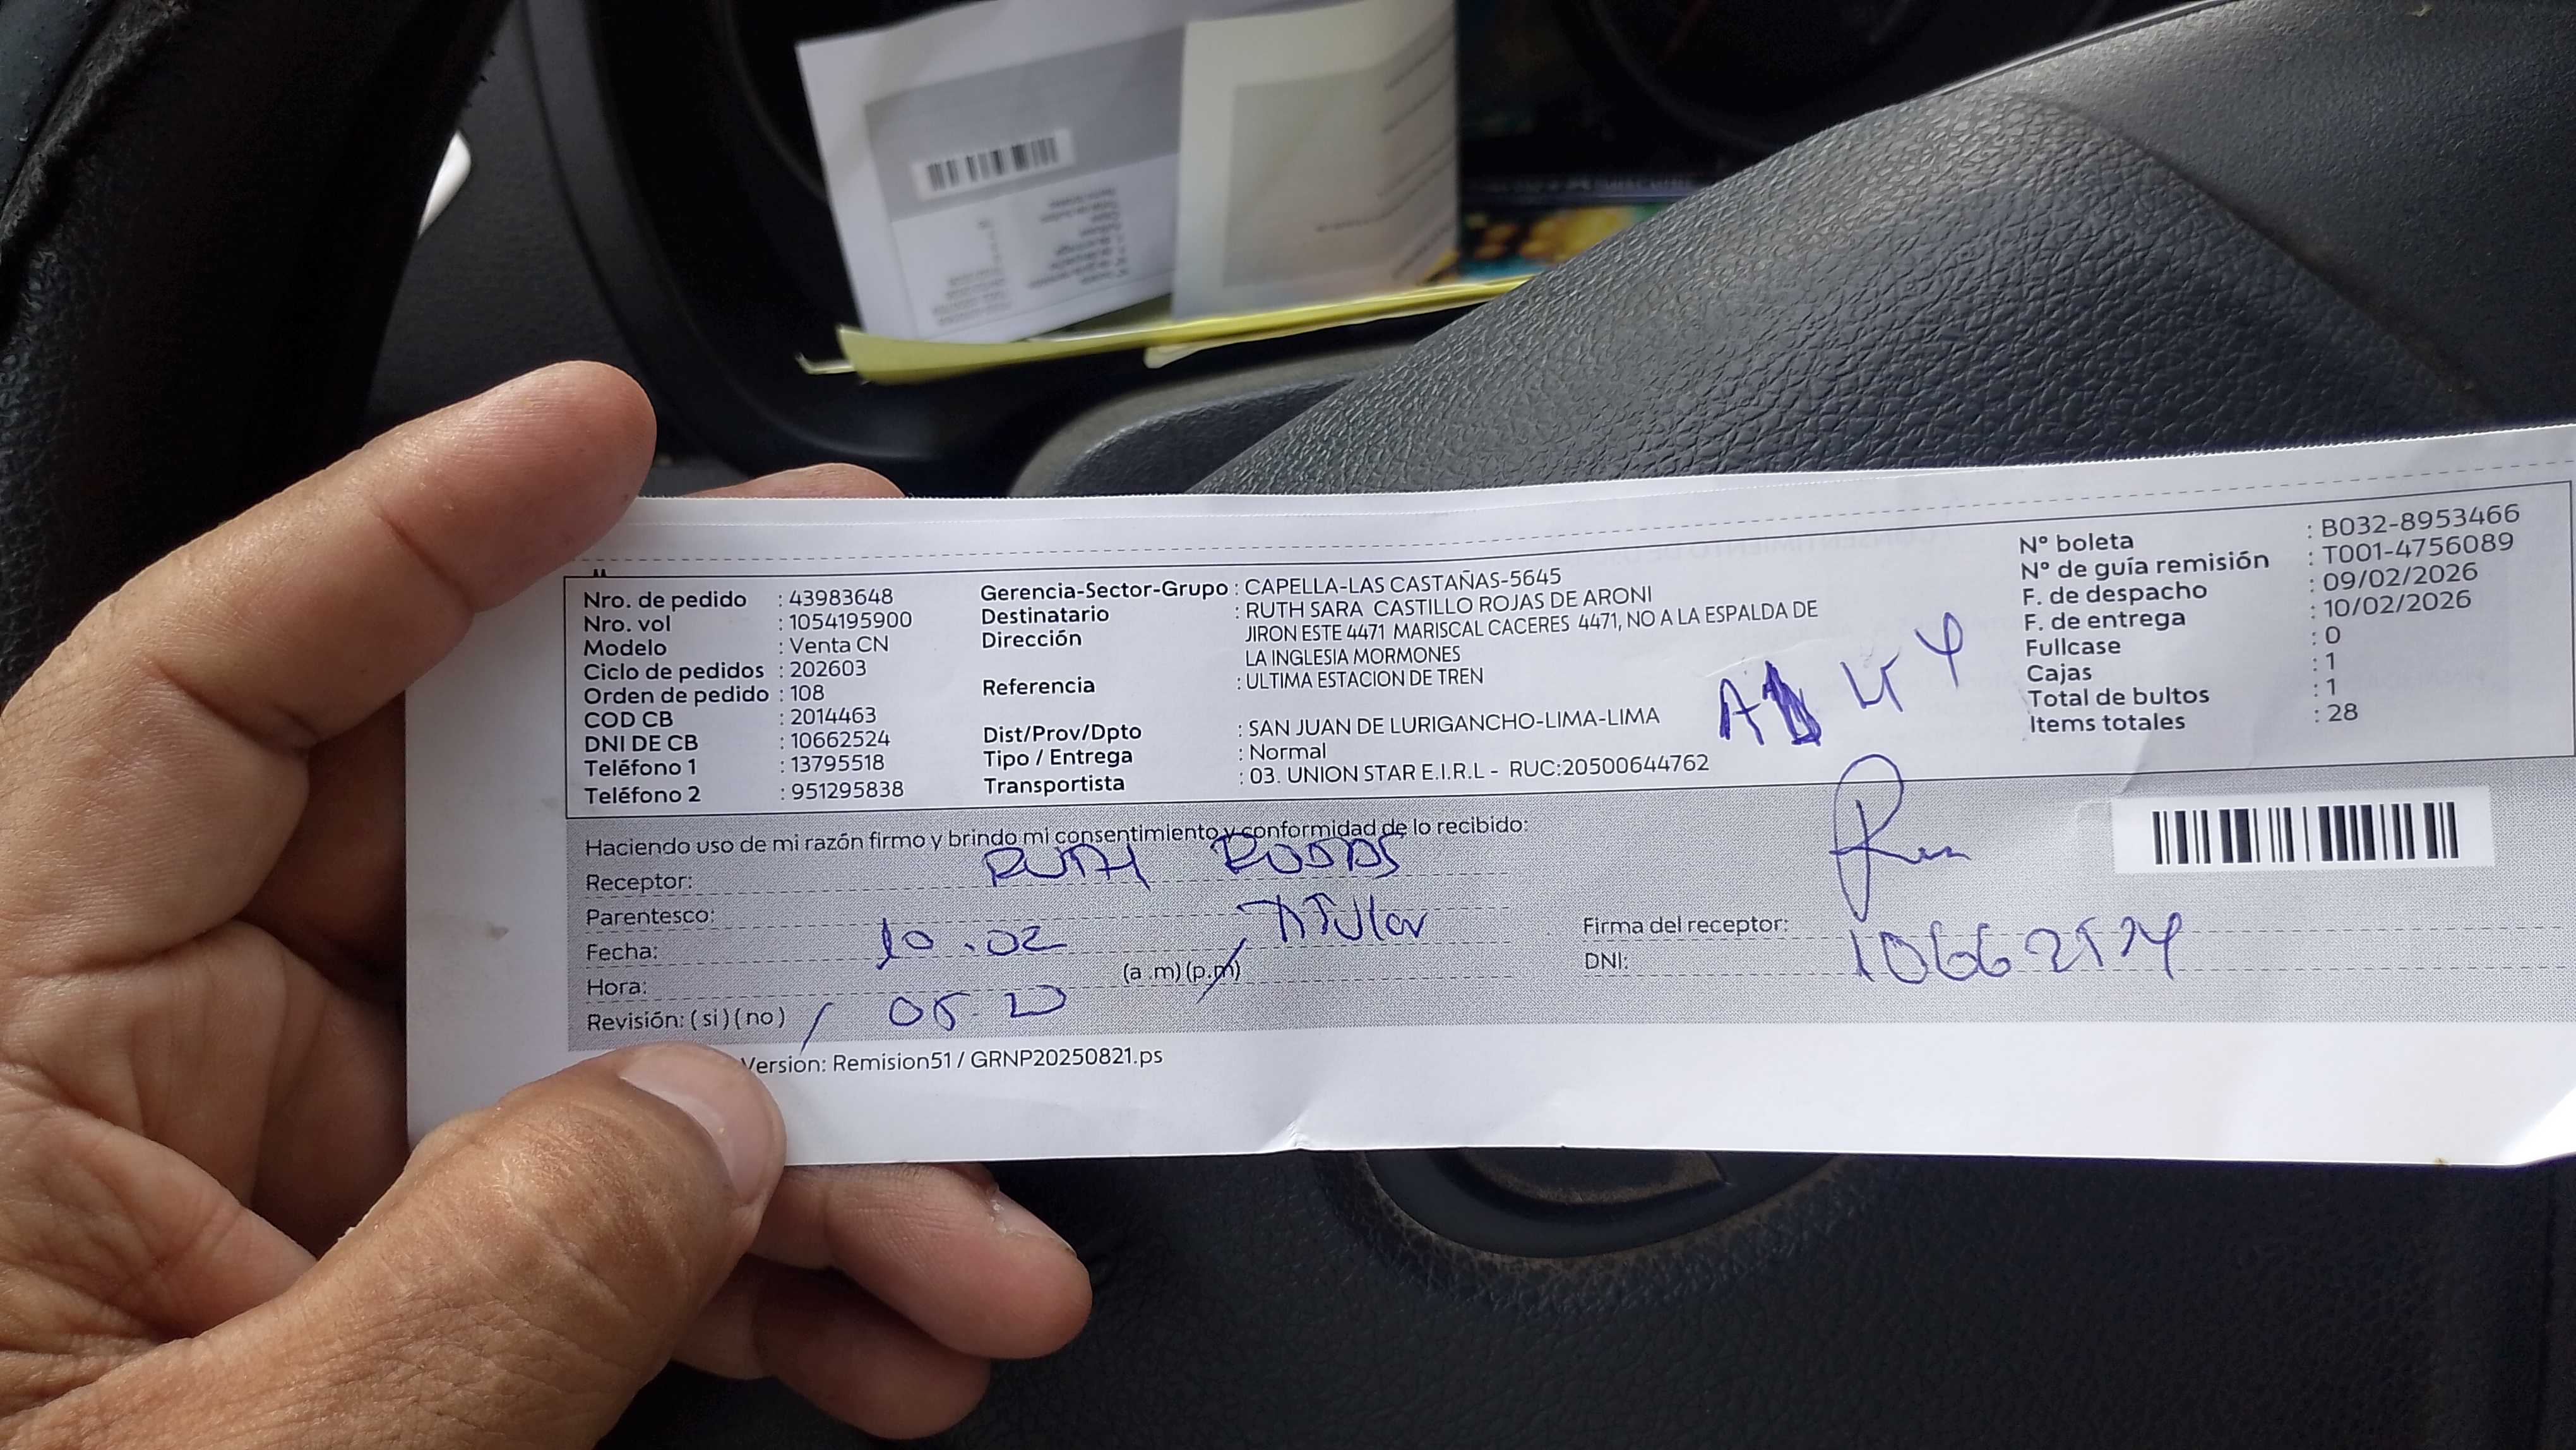 Nro. de pedido : 43983648
Nro. vol : 1054195900
Modelo : Venta CN
Ciclo de pedidos : 202603
Orden de pedido : 108
COD CB : 2014463
DNI DE CB : 10662524
Teléfono 1 : 13795518
Teléfono 2 : 951295838
Gerencia-Sector-Grupo : CAPELLA-LAS CASTAÑAS-5645
Destinatario : RUTH SARA CASTILLO ROJAS DE ARONI
Dirección JIRON ESTE 4471 MARISCAL CACERES 4471, NO A LA ESPALDA DE
LA INGLESIA MORMONES
Referencia : ULTIMA ESTACION DE TREN
Dist/Prov/Dpto : SAN JUAN DE LURIGANCHO-LIMA-LIMA
Tipo / Entrega : Normal
Transportista : 03. UNION STAR E.I.R.L - RUC:20500644762
N° boleta : B032-8953466
N° de guía remisión : T001-4756089
F. de despacho : 09/02/2026
F. de entrega : 10/02/2026
Fullcase : 0
Cajas : 1
Total de bultos : 1
Items totales : 28
Haciendo uso de mi razón firmo y brindo mi consentimiento y conformidad de lo recibido:
Receptor: RUTH
Parentesco: Titular
Fecha: 10.02
Hora: (a .m) (p.m)
Revisión: (si) (no)
Firma del receptor:
DNI:
Version: Remision51 / GRNP20250821.ps